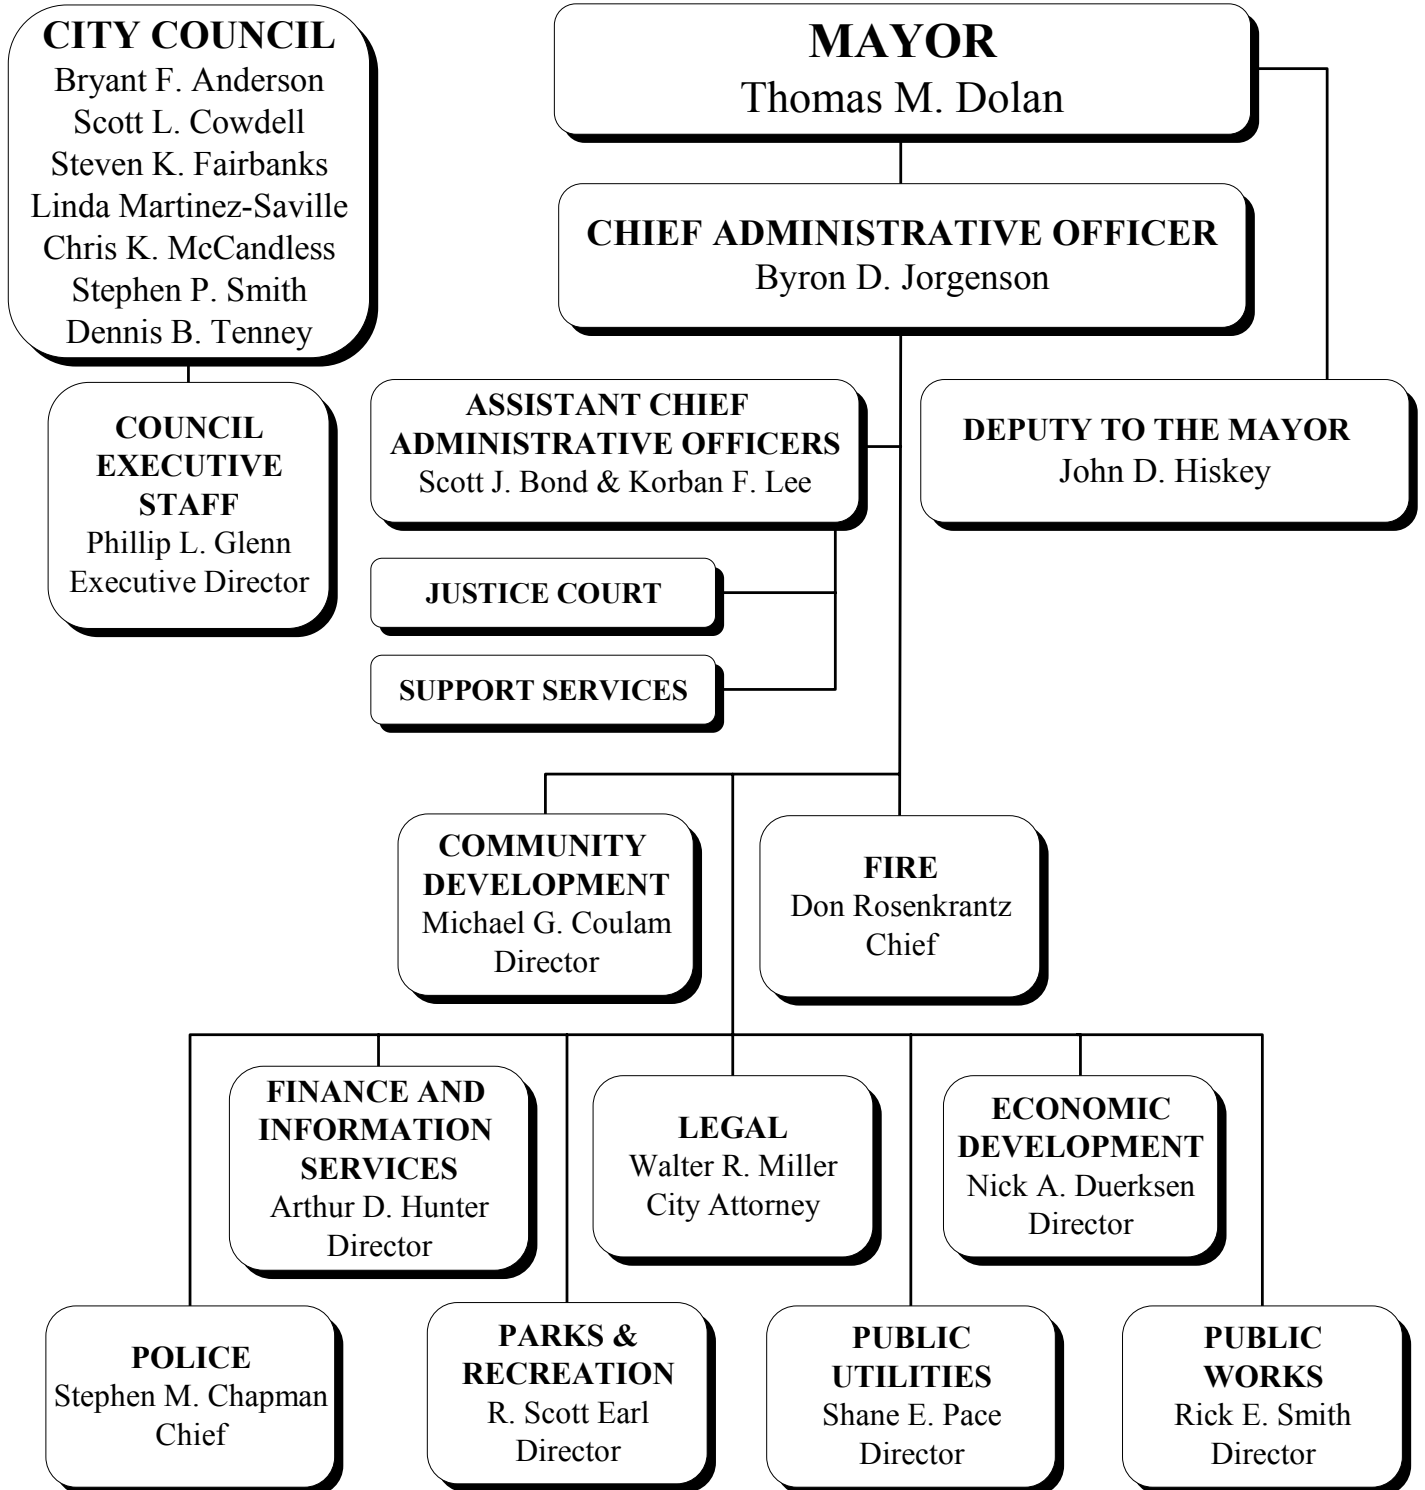 CITY COUNCIL
Bryant F. Anderson
Scott L. Cowdell
Steven K. Fairbanks
Linda Martinez-Saville
Chris K. McCandless
Stephen P. Smith
Dennis B. Tenney
MAYOR
Thomas M. Dolan
CHIEF ADMINISTRATIVE OFFICER
Byron D. Jorgenson
COUNCIL
EXECUTIVE
STAFF
Phillip L. Glenn
Executive Director
ASSISTANT CHIEF
ADMINISTRATIVE OFFICERS
Scott J. Bond & Korban F. Lee
DEPUTY TO THE MAYOR
John D. Hiskey
JUSTICE COURT
SUPPORT SERVICES
COMMUNITY
DEVELOPMENT
Michael G. Coulam
Director
FIRE
Don Rosenkrantz
Chief
FINANCE AND
INFORMATION
SERVICES
Arthur D. Hunter
Director
LEGAL
Walter R. Miller
City Attorney
ECONOMIC
DEVELOPMENT
Nick A. Duerksen
Director
POLICE
Stephen M. Chapman
Chief
PARKS &
RECREATION
R. Scott Earl
Director
PUBLIC
UTILITIES
Shane E. Pace
Director
PUBLIC
WORKS
Rick E. Smith
Director